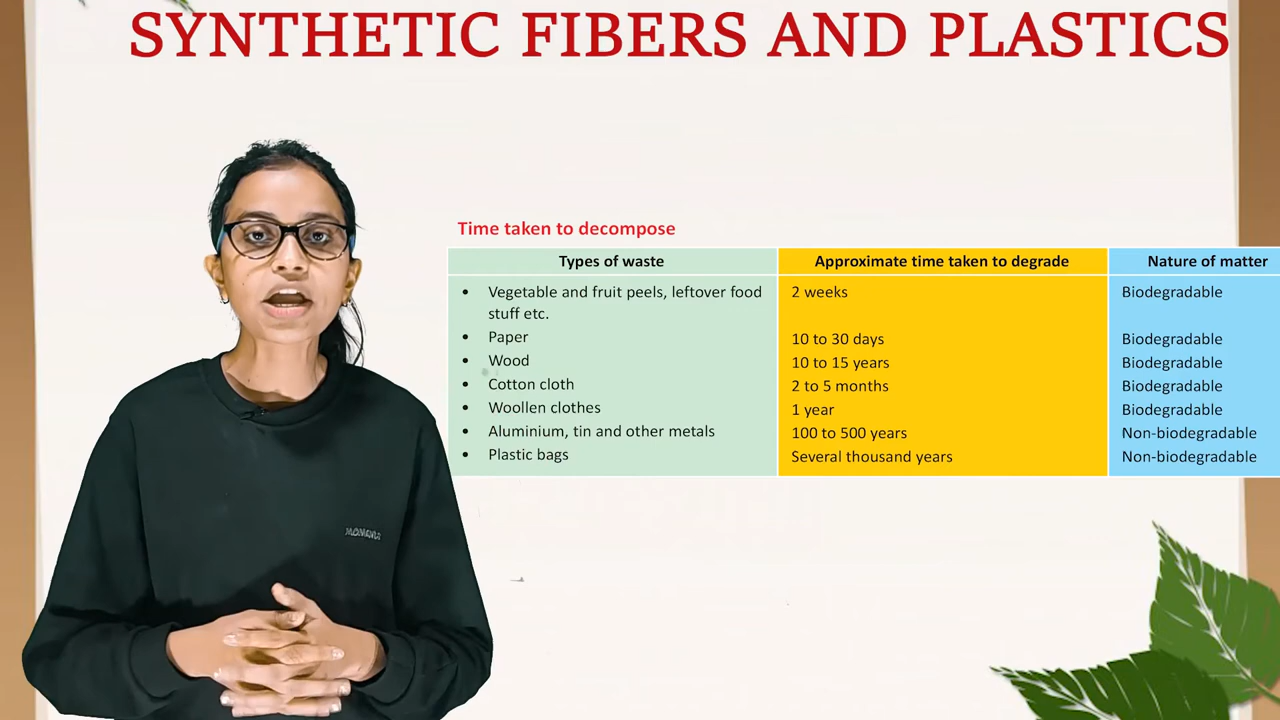 SYNTHETIC FIBERS AND PLASTICS
Time taken to decompose
Types of waste Approximate time taken to degrade Nature of matter
• Vegetable and fruit peels, leftover food 2 weeks Biodegradable
stuff etc.
• Paper 10 to 30 days Biodegradable
• Wood 10 to 15 years Biodegradable
• Cotton cloth 2 to 5 months Biodegradable
• Woollen clothes 1 year Biodegradable
• Aluminium, tin and other metals 100 to 500 years Non-biodegradable
• Plastic bags Several thousand years Non-biodegradable